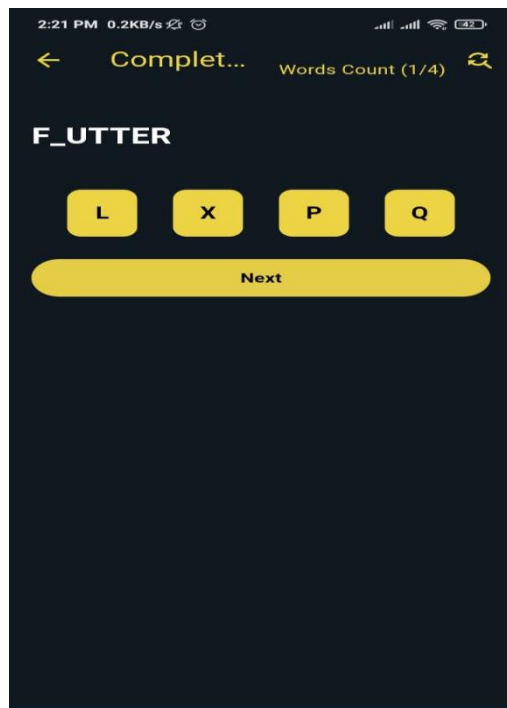 2:21 PM 0.2KB/s 42
Complet... Words Count (1/4)
F_UTTER
L X P Q
Next